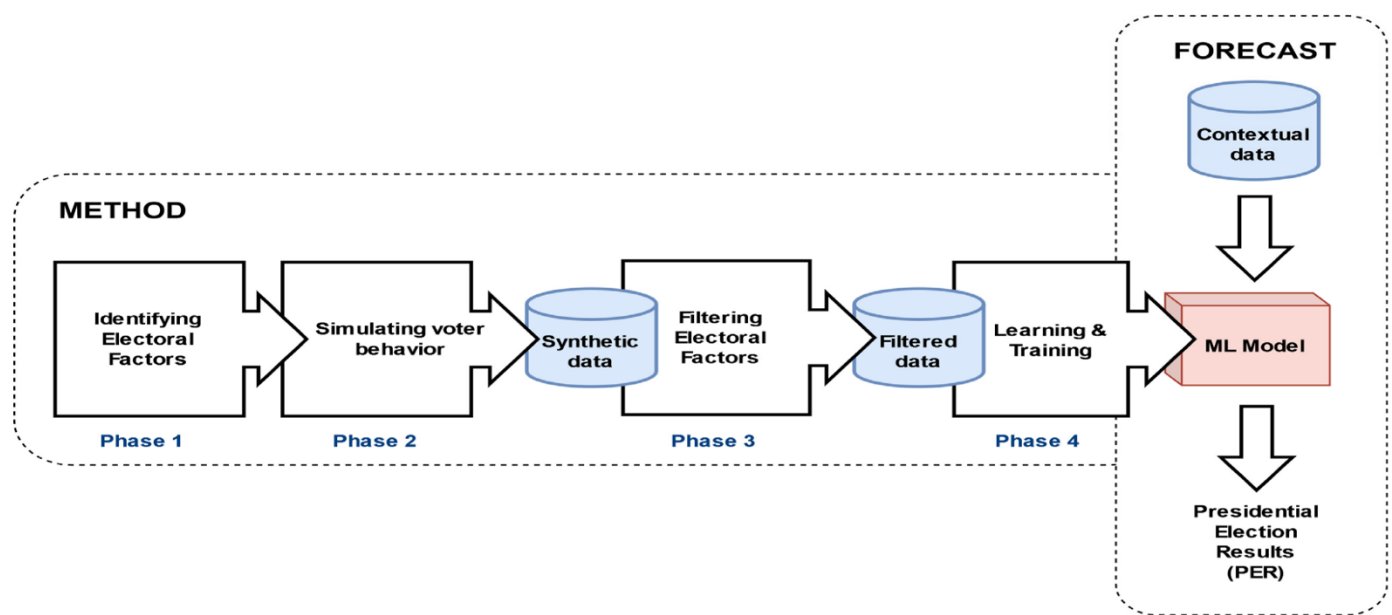 FORECAST
Contextual
data
METHOD
Identifying
Electoral
Factors
Simulating voter
behavior
Synthetic
data
Filtering
Electoral
Factors
Filtered
data
Learning &
Training
ML Model
Phase 1
Phase 2
Phase 3
Phase 4
Presidential
Election
Results
(PER)